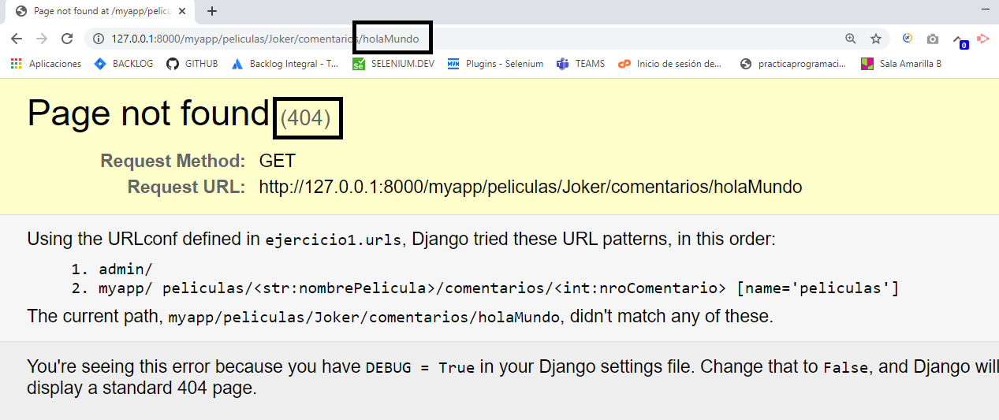 Page not found at /myapp/pelicu
127.0.0.1:8000/myapp/peliculas/Joker/comentarios/holaMundo
0
Aplicaciones BACKLOG GITHUB Backlog Integral - T... Se SELENIUM.DEV MVN Plugins - Selenium TEAMS cP Inicio de sesión de... practicaprogramaci... Sala Amarilla B
Page not found (404)
Request Method: GET
Request URL: http://127.0.0.1:8000/myapp/peliculas/Joker/comentarios/holaMundo
Using the URLconf defined in ejercicio1.urls, Django tried these URL patterns, in this order:
1. admin/
2. myapp/ peliculas/<str:nombrePelicula>/comentarios/<int:nroComentario> [name='peliculas']
The current path, myapp/peliculas/Joker/comentarios/holaMundo, didn't match any of these.
You're seeing this error because you have DEBUG = True in your Django settings file. Change that to False, and Django will
display a standard 404 page.